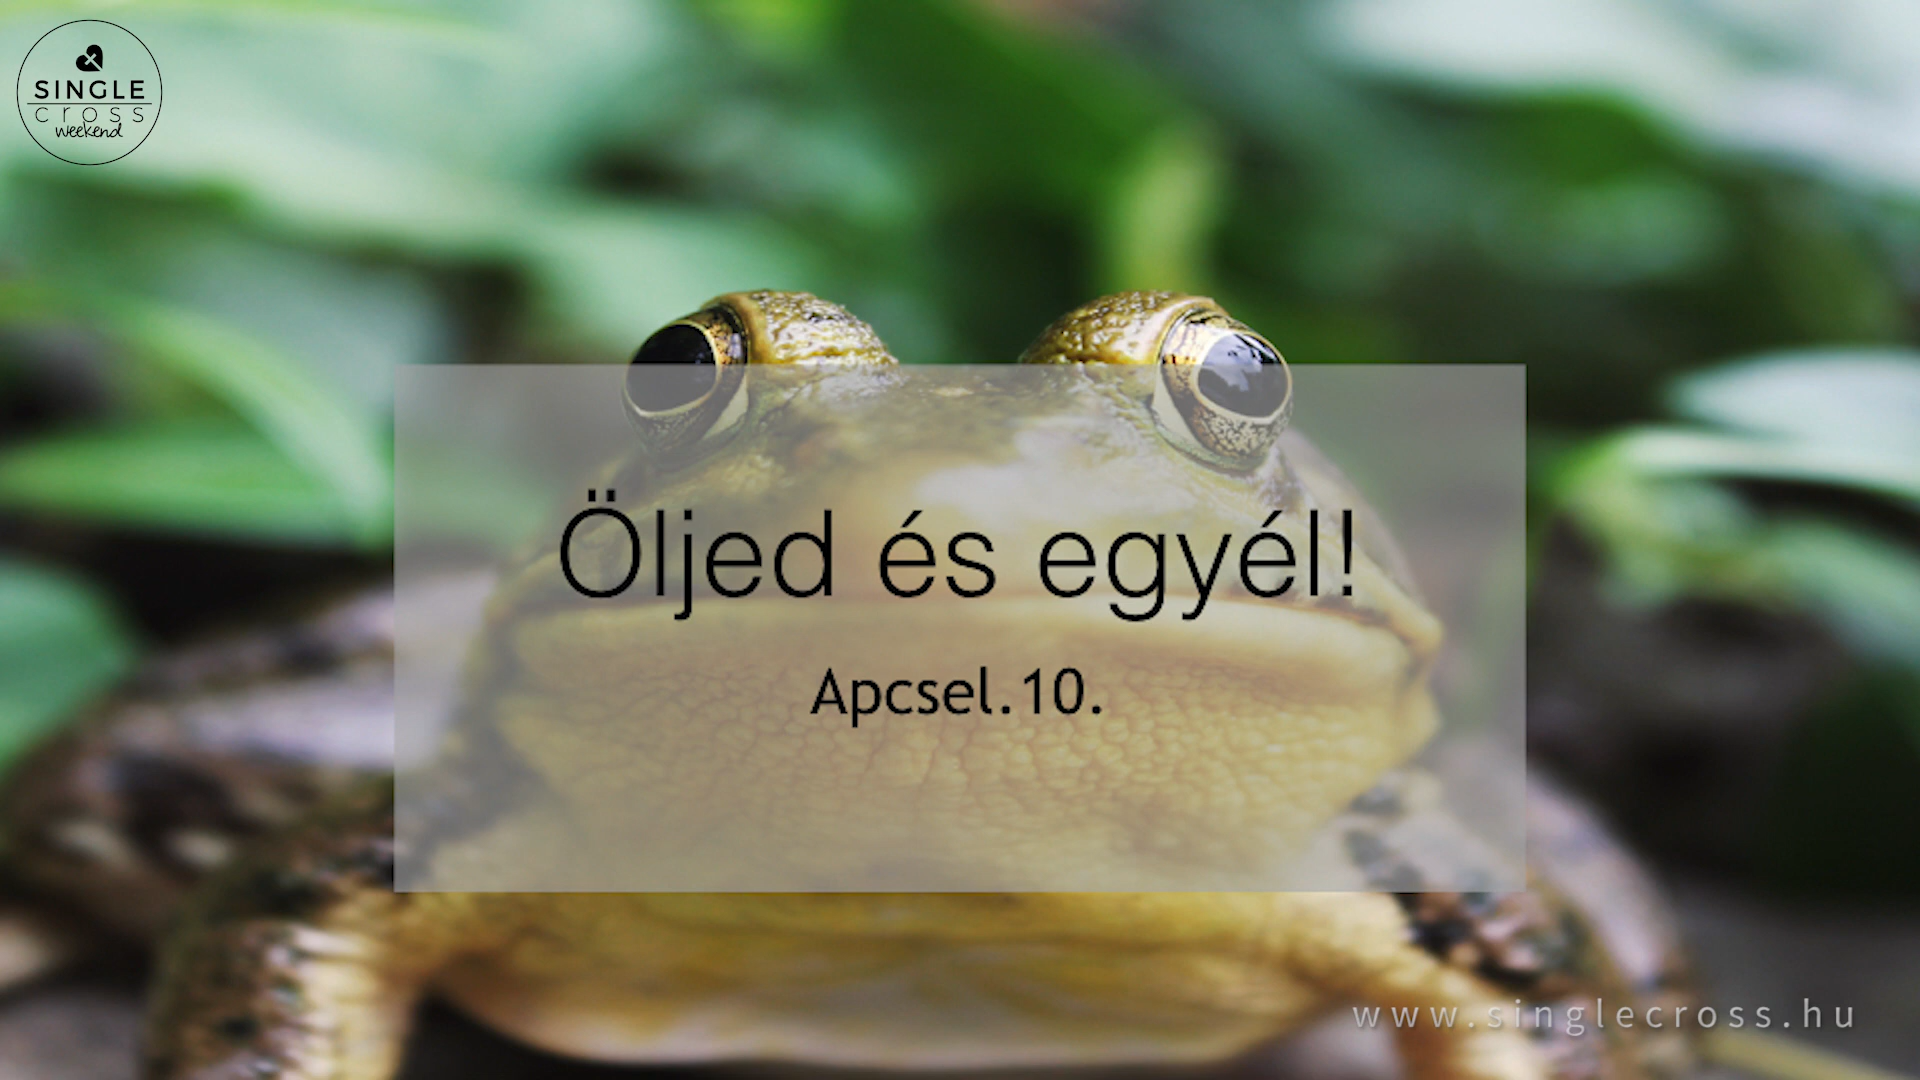 SINGLE
cross
weekend
Öljed és egyél!
Apcsel.10.
www.singlecross.hu